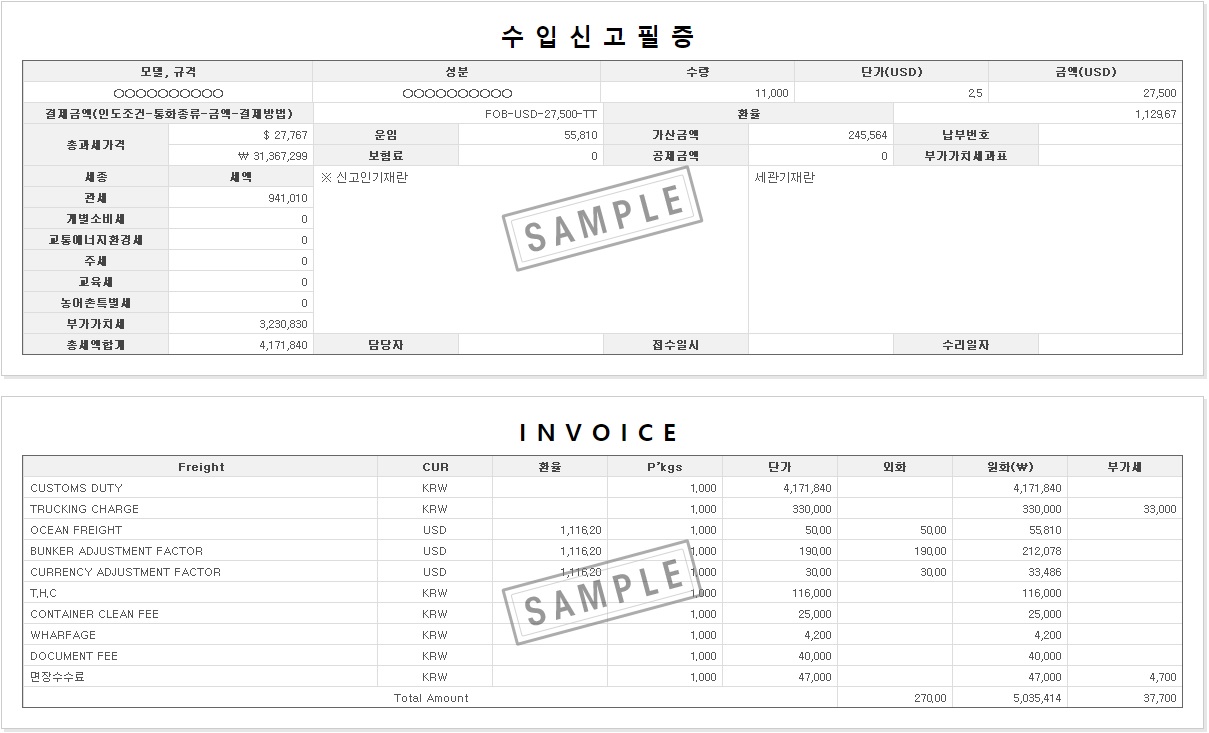 수 입 신 고 필 증
모델, 규격 성분 수량 단가(USD) 금액(USD)
○○○○○○○○○○ ○○○○○○○○○○ 11,000 2.5 27,500
결제금액(인도조건-통화종류-금액-결제방법) FOB-USD-27,500-TT 환율 1,129.67
총과세가격 $ 27,767 운임 55,810 가산금액 245,564 납부번호
₩ 31,367,299 보험료 0 공제금액 0 부가가치세과표
세종 세액 ※ 신고인기재란 세관기재란
관세 941,010
개별소비세 0
교통에너지환경세 0
주세 0
교육세 0
농어촌특별세 0
부가가치세 3,230,830
총세액합계 4,171,840 담당자 접수일시 수리일자
SAMPLE
INVOICE
Freight CUR 환율 P'kgs 단가 외화 원화(₩) 부가세
CUSTOMS DUTY KRW 1.000 4,171,840 4,171,840
TRUCKING CHARGE KRW 1.000 330,000 330,000 33,000
OCEAN FREIGHT USD 1,116.20 1.000 50.00 50.00 55,810
BUNKER ADJUSTMENT FACTOR USD 1,116.20 1.000 190.00 190.00 212,078
CURRENCY ADJUSTMENT FACTOR USD 1,116.20 1.000 30.00 30.00 33,486
T.H.C KRW 1.000 116,000 116,000
CONTAINER CLEAN FEE KRW 1.000 25,000 25,000
WHARFAGE KRW 1.000 4,200 4,200
DOCUMENT FEE KRW 1.000 40,000 40,000
면장수수료 KRW 1.000 47,000 47,000 4,700
Total Amount 270.00 5,035,414 37,700
SAMPLE